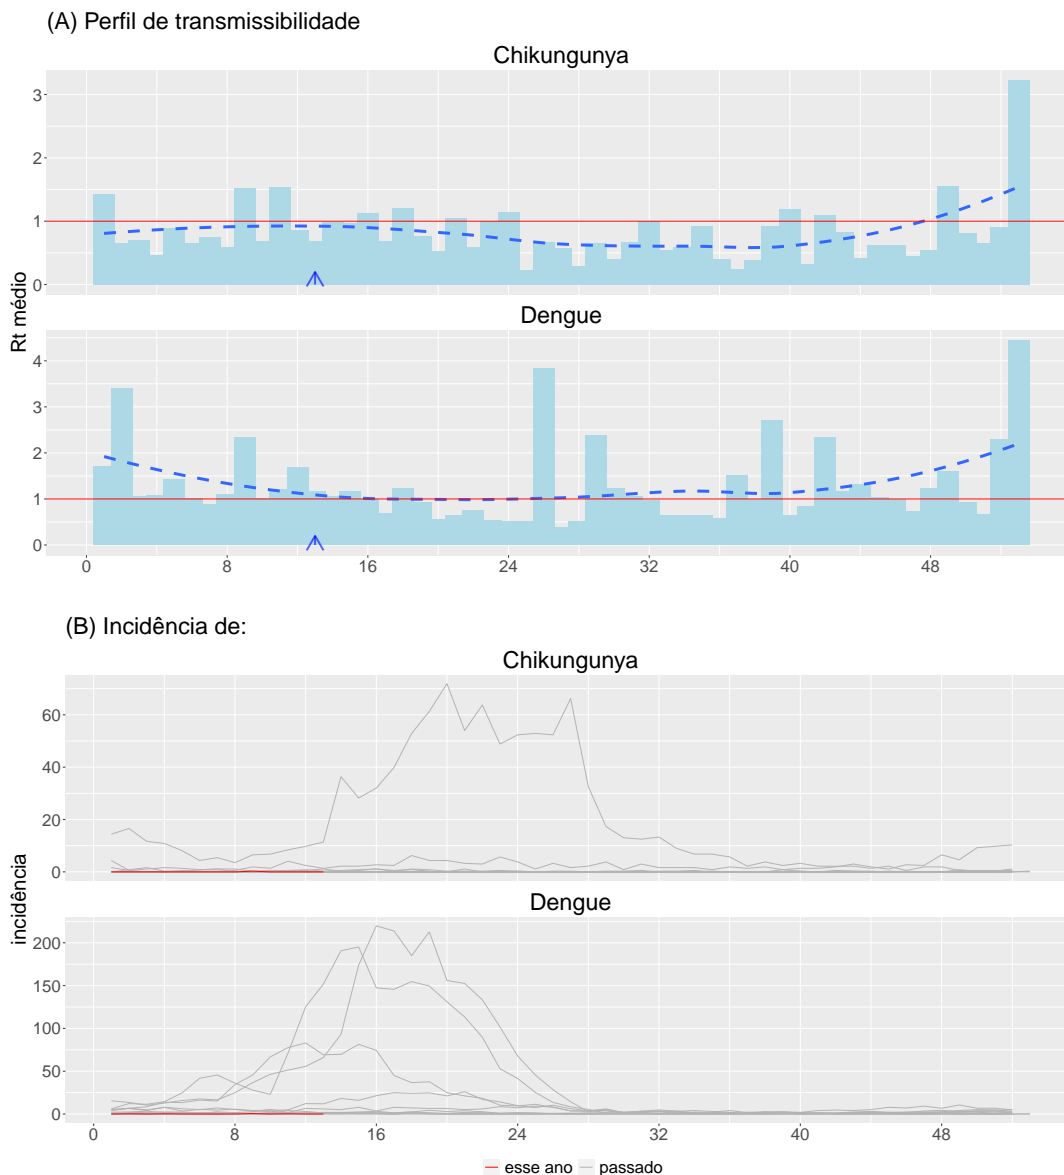 (A) Perfil de transmissibilidade
Chikungunya
3
2
1
0
Rt médio
Dengue
4
3
2
1
0
0 8 16 24 32 40 48
(B) Incidência de:
Chikungunya
60
40
20
0
incidência
Dengue
200
150
100
50
0
0 8 16 24 32 40 48
esse ano passado